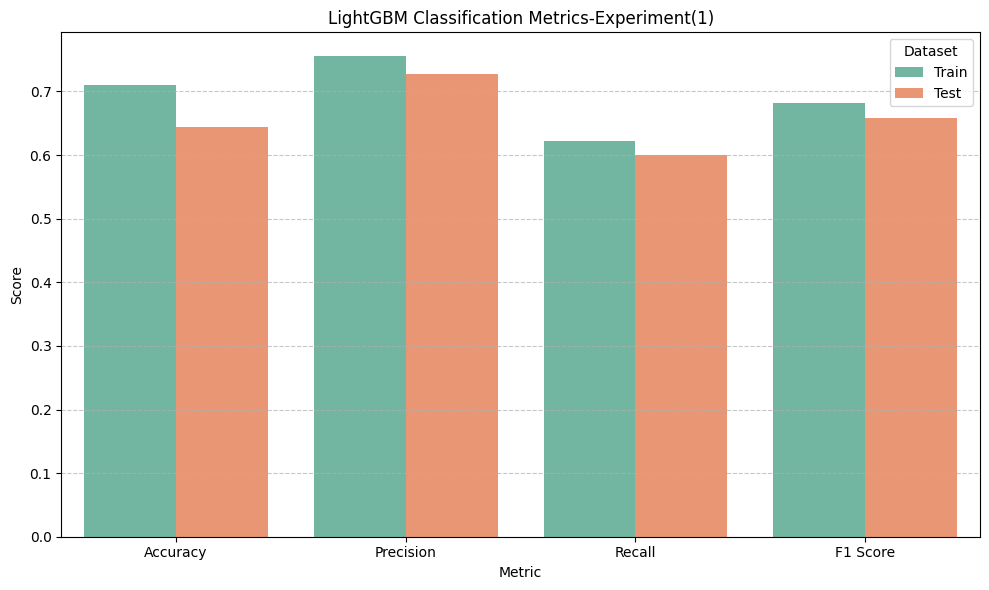 LightGBM Classification Metrics-Experiment(1)
Dataset
Train
Test
Score
0.7
0.6
0.5
0.4
0.3
0.2
0.1
0.0
Accuracy
Precision
Recall
F1 Score
Metric